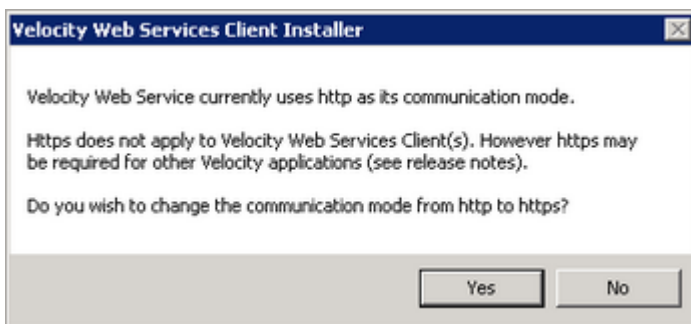 Velocity Web Services Client Installer
Velocity Web Service currently uses http as its communication mode.
Https does not apply to Velocity Web Services Client(s). However https may
be required for other Velocity applications (see release notes).
Do you wish to change the communication mode from http to https?
Yes No